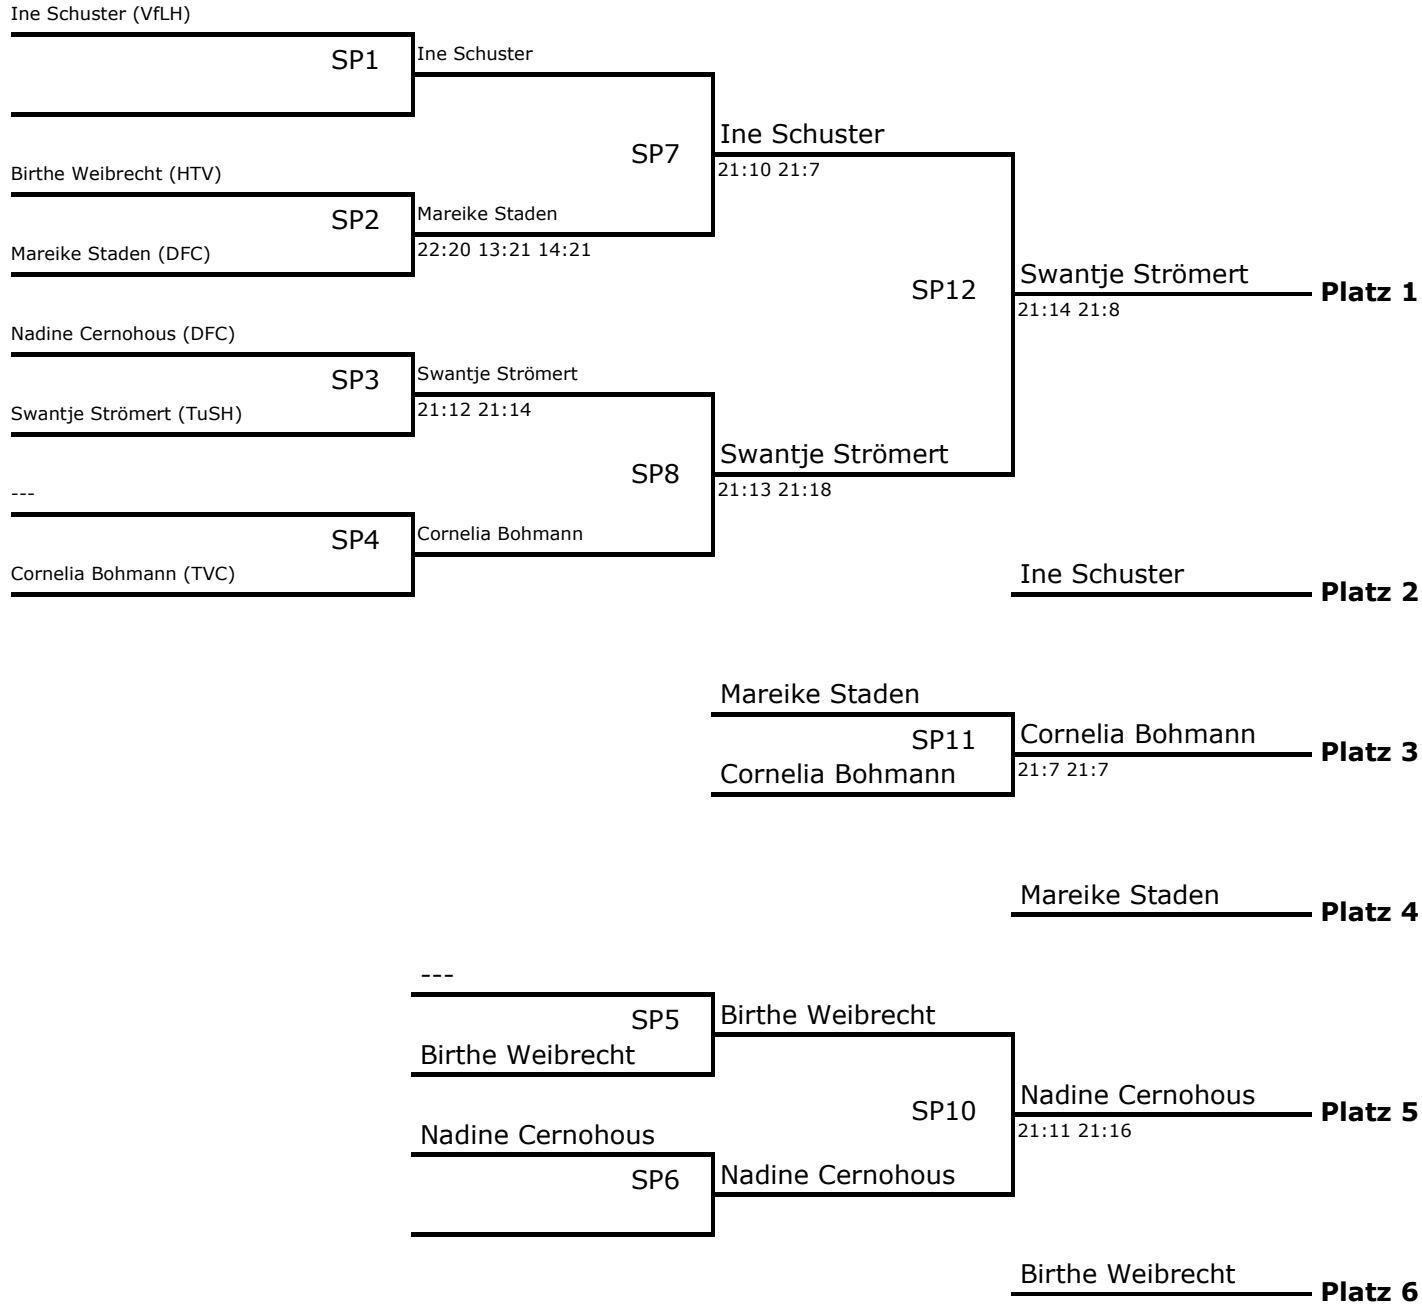 Ine Schuster (VfLH)
SP1
Ine Schuster
SP7
Ine Schuster
21:10 21:7
Birthe Weibrecht (HTV)
SP2
Mareike Staden
22:20 13:21 14:21
Mareike Staden (DFC)
SP12
Swantje Strömert
21:14 21:8
Platz 1
Nadine Cernohous (DFC)
SP3
Swantje Strömert
21:12 21:14
Swantje Strömert (TuSH)
SP8
Swantje Strömert
21:13 21:18
---
SP4
Cornelia Bohmann
Cornelia Bohmann (TVC)
Ine Schuster
Platz 2
Mareike Staden
SP11
Cornelia Bohmann
Cornelia Bohmann
21:7 21:7
Platz 3
Mareike Staden
Platz 4
---
SP5
Birthe Weibrecht
Birthe Weibrecht
SP10
Nadine Cernohous
21:11 21:16
Platz 5
Nadine Cernohous
SP6
Nadine Cernohous
Birthe Weibrecht
Platz 6